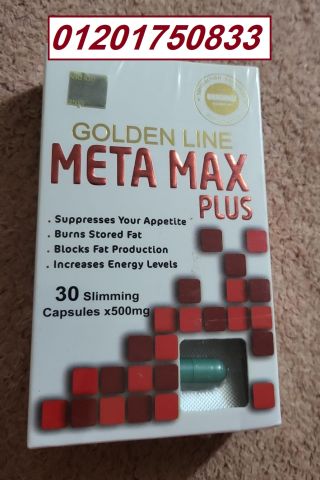 01201750833
GOLDEN LINE
META MAX
PLUS
. Suppresses Your Appetite
. Burns Stored Fat
. Blocks Fat Production
. Increases Energy Levels
30 Slimming
Capsules x500mg